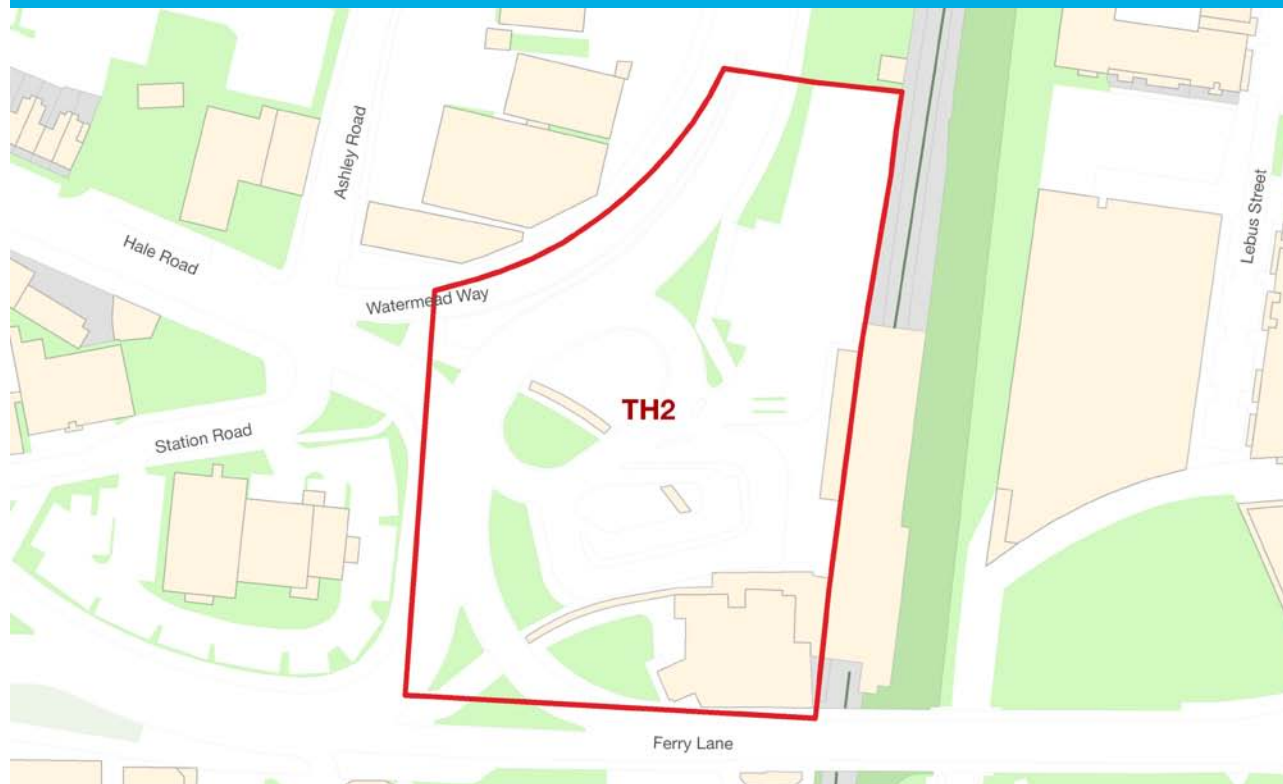 Ashley Road
Lebus Street
Hale Road
Watermead Way
TH2
Station Road
Ferry Lane